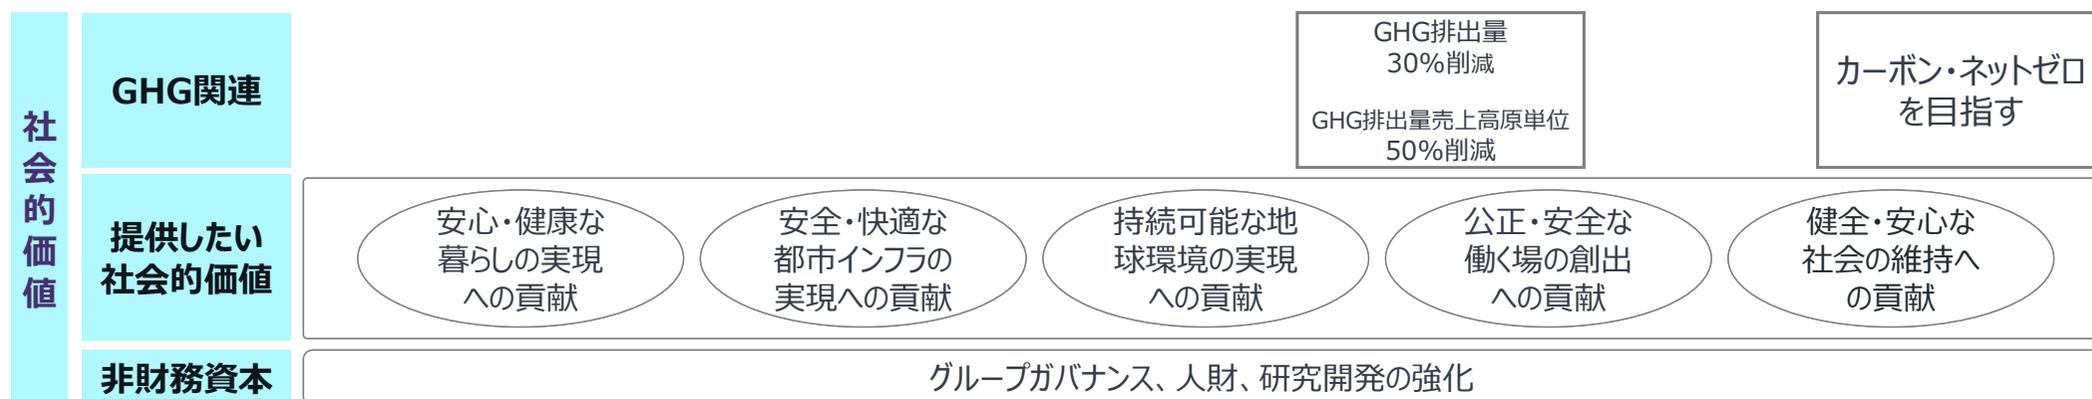 社会的価値
GHG関連
GHG排出量
30%削減
GHG排出量売上高原単位
50%削減
カーボン・ネットゼロ
を目指す
提供したい
社会的価値
安心・健康な
暮らしの実現
への貢献
安全・快適な
都市インフラの
実現への貢献
持続可能な地
球環境の実現
への貢献
公正・安全な
働く場の創出
への貢献
健全・安心な
社会の維持へ
の貢献
非財務資本
グループガバナンス、人財、研究開発の強化